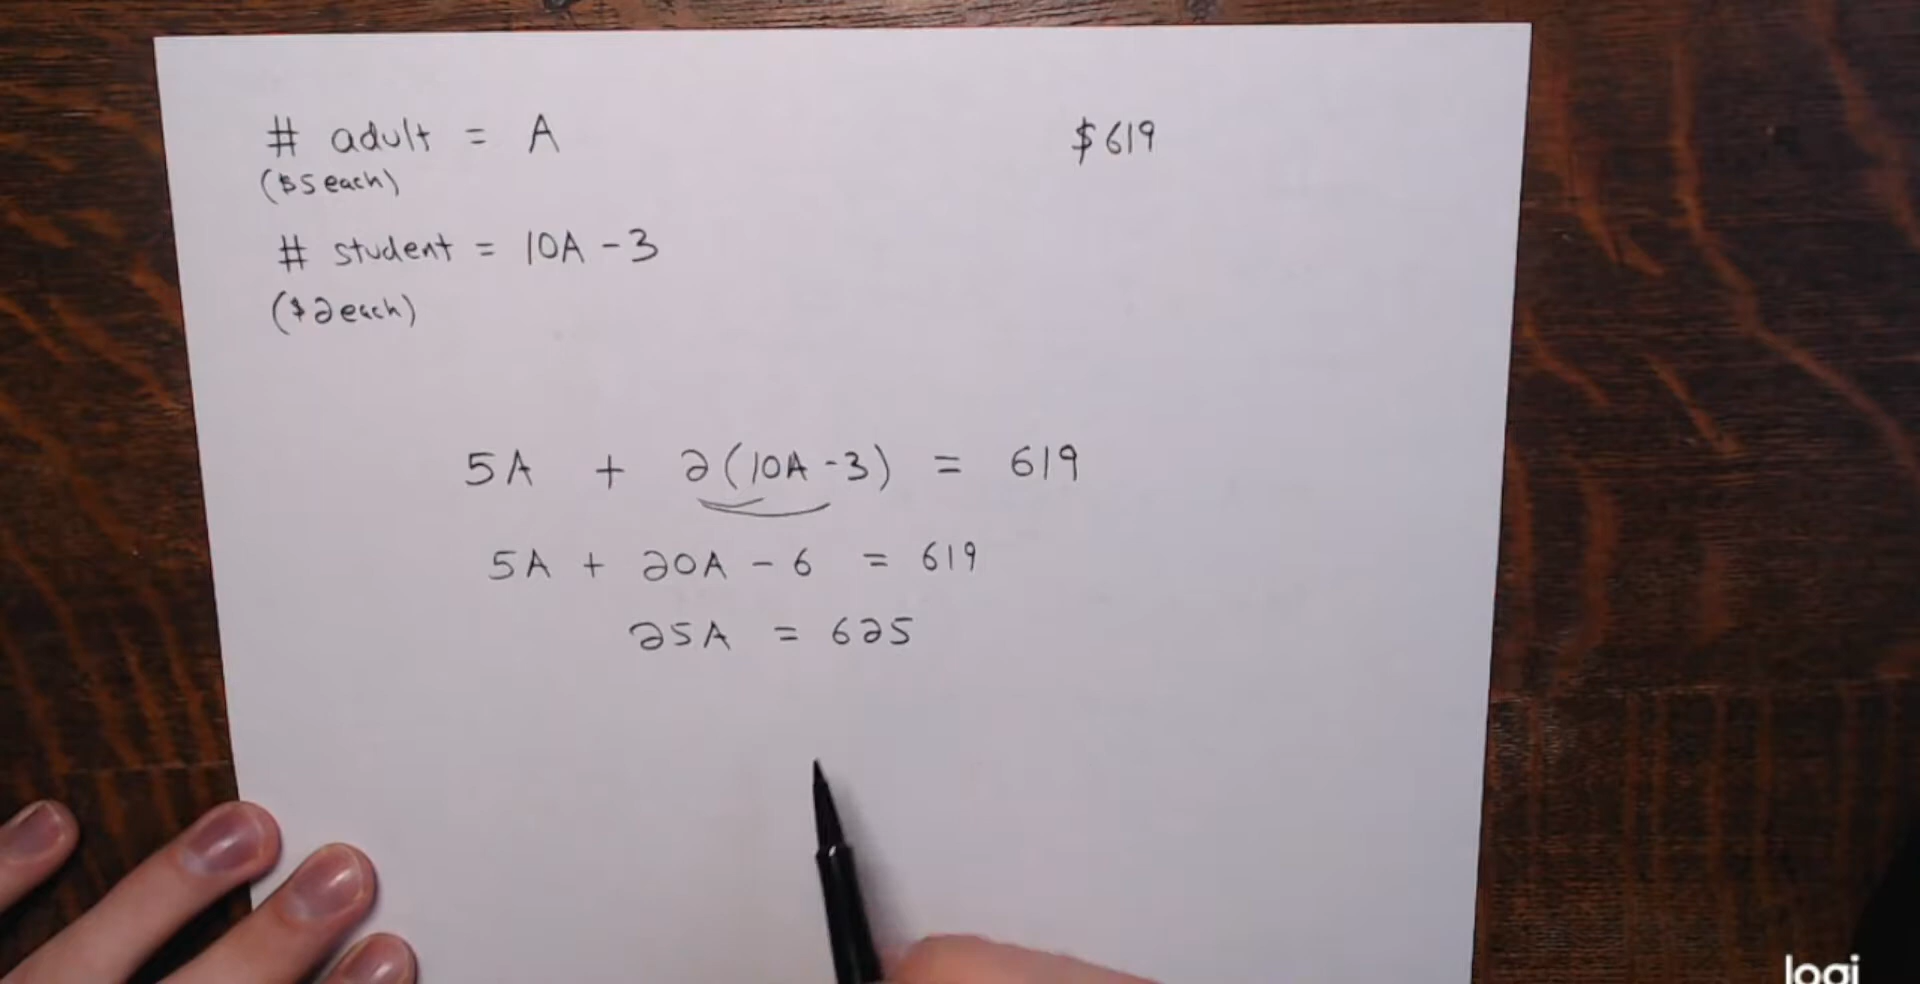 # adult = A
$619
($5 each)
# student = 10A - 3
($2 each)
5A + 2(10A - 3) = 619
5A + 20A - 6 = 619
25A = 625
logi